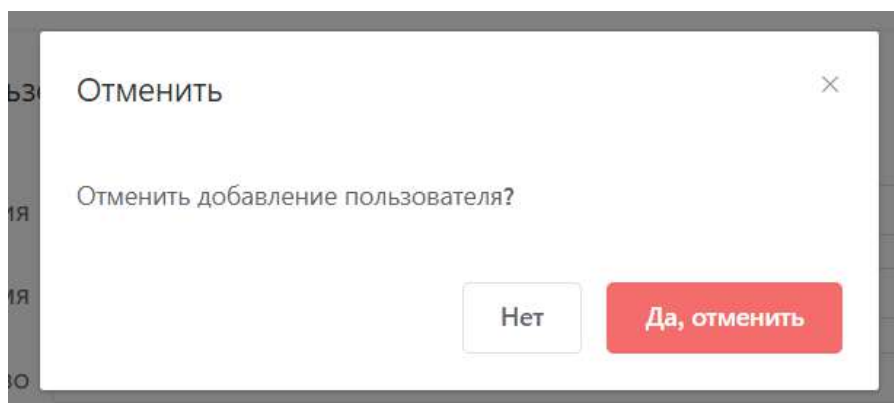 Отменить
Отменить добавление пользователя?
Нет
Да, отменить